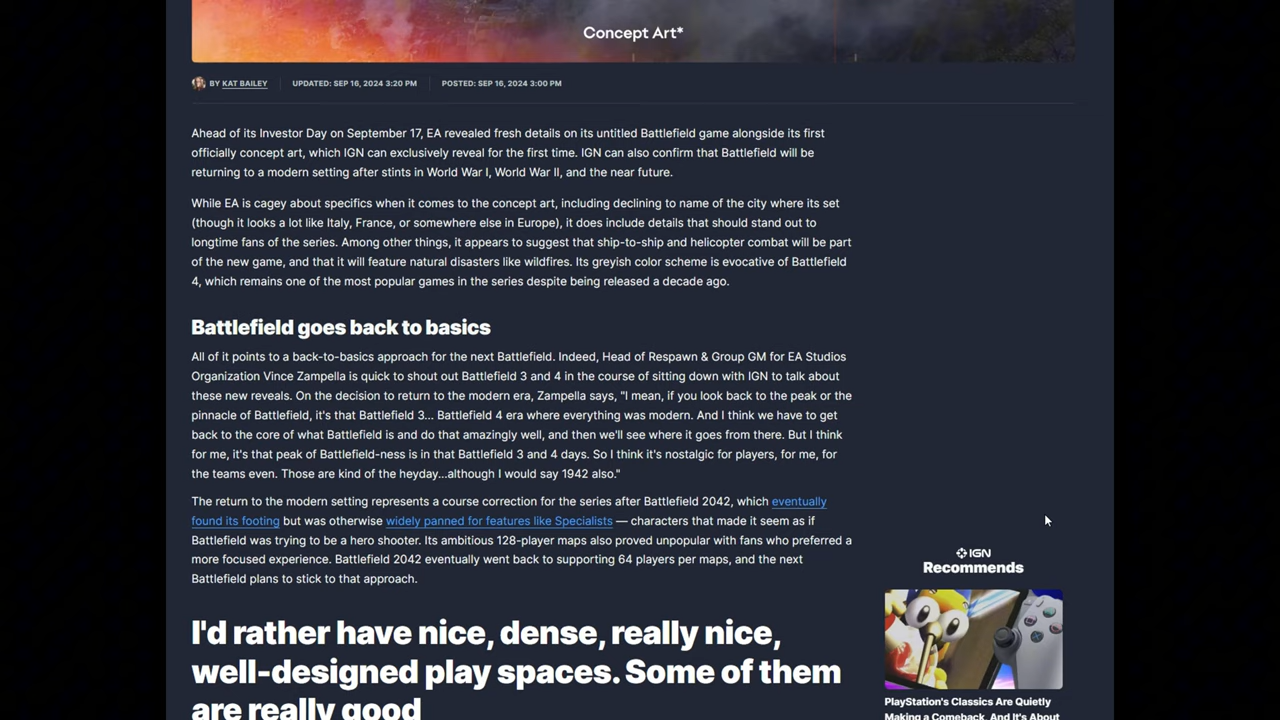 Concept Art*
BY KAT BAILEY UPDATED: SEP 16, 2024 3:20 PM POSTED: SEP 16, 2024 3:00 PM
Ahead of its Investor Day on September 17, EA revealed fresh details on its untitled Battlefield game alongside its first
officially concept art, which IGN can exclusively reveal for the first time. IGN can also confirm that Battlefield will be
returning to a modern setting after stints in World War I, World War II, and the near future.
While EA is cagey about specifics when it comes to the concept art, including declining to name of the city where its set
(though it looks a lot like Italy, France, or somewhere else in Europe), it does include details that should stand out to
longtime fans of the series. Among other things, it appears to suggest that ship-to-ship and helicopter combat will be part
of the new game, and that it will feature natural disasters like wildfires. Its greyish color scheme is evocative of Battlefield
4, which remains one of the most popular games in the series despite being released a decade ago.
Battlefield goes back to basics
All of it points to a back-to-basics approach for the next Battlefield. Indeed, Head of Respawn & Group GM for EA Studios
Organization Vince Zampella is quick to shout out Battlefield 3 and 4 in the course of sitting down with IGN to talk about
these new reveals. On the decision to return to the modern era, Zampella says, "I mean, if you look back to the peak or the
pinnacle of Battlefield, it's that Battlefield 3... Battlefield 4 era where everything was modern. And I think we have to get
back to the core of what Battlefield is and do that amazingly well, and then we'll see where it goes from there. But I think
for me, it's that peak of Battlefield-ness is in that Battlefield 3 and 4 days. So I think it's nostalgic for players, for me, for
the teams even. Those are kind of the heyday...although I would say 1942 also."
The return to the modern setting represents a course correction for the series after Battlefield 2042, which eventually
found its footing but was otherwise widely panned for features like Specialists — characters that made it seem as if
Battlefield was trying to be a hero shooter. Its ambitious 128-player maps also proved unpopular with fans who preferred a
more focused experience. Battlefield 2042 eventually went back to supporting 64 players per maps, and the next
Battlefield plans to stick to that approach.
I'd rather have nice, dense, really nice,
well-designed play spaces. Some of them
are really good
IGN
Recommends
PlayStation's Classics Are Quietly
Making a Comeback, And It's About